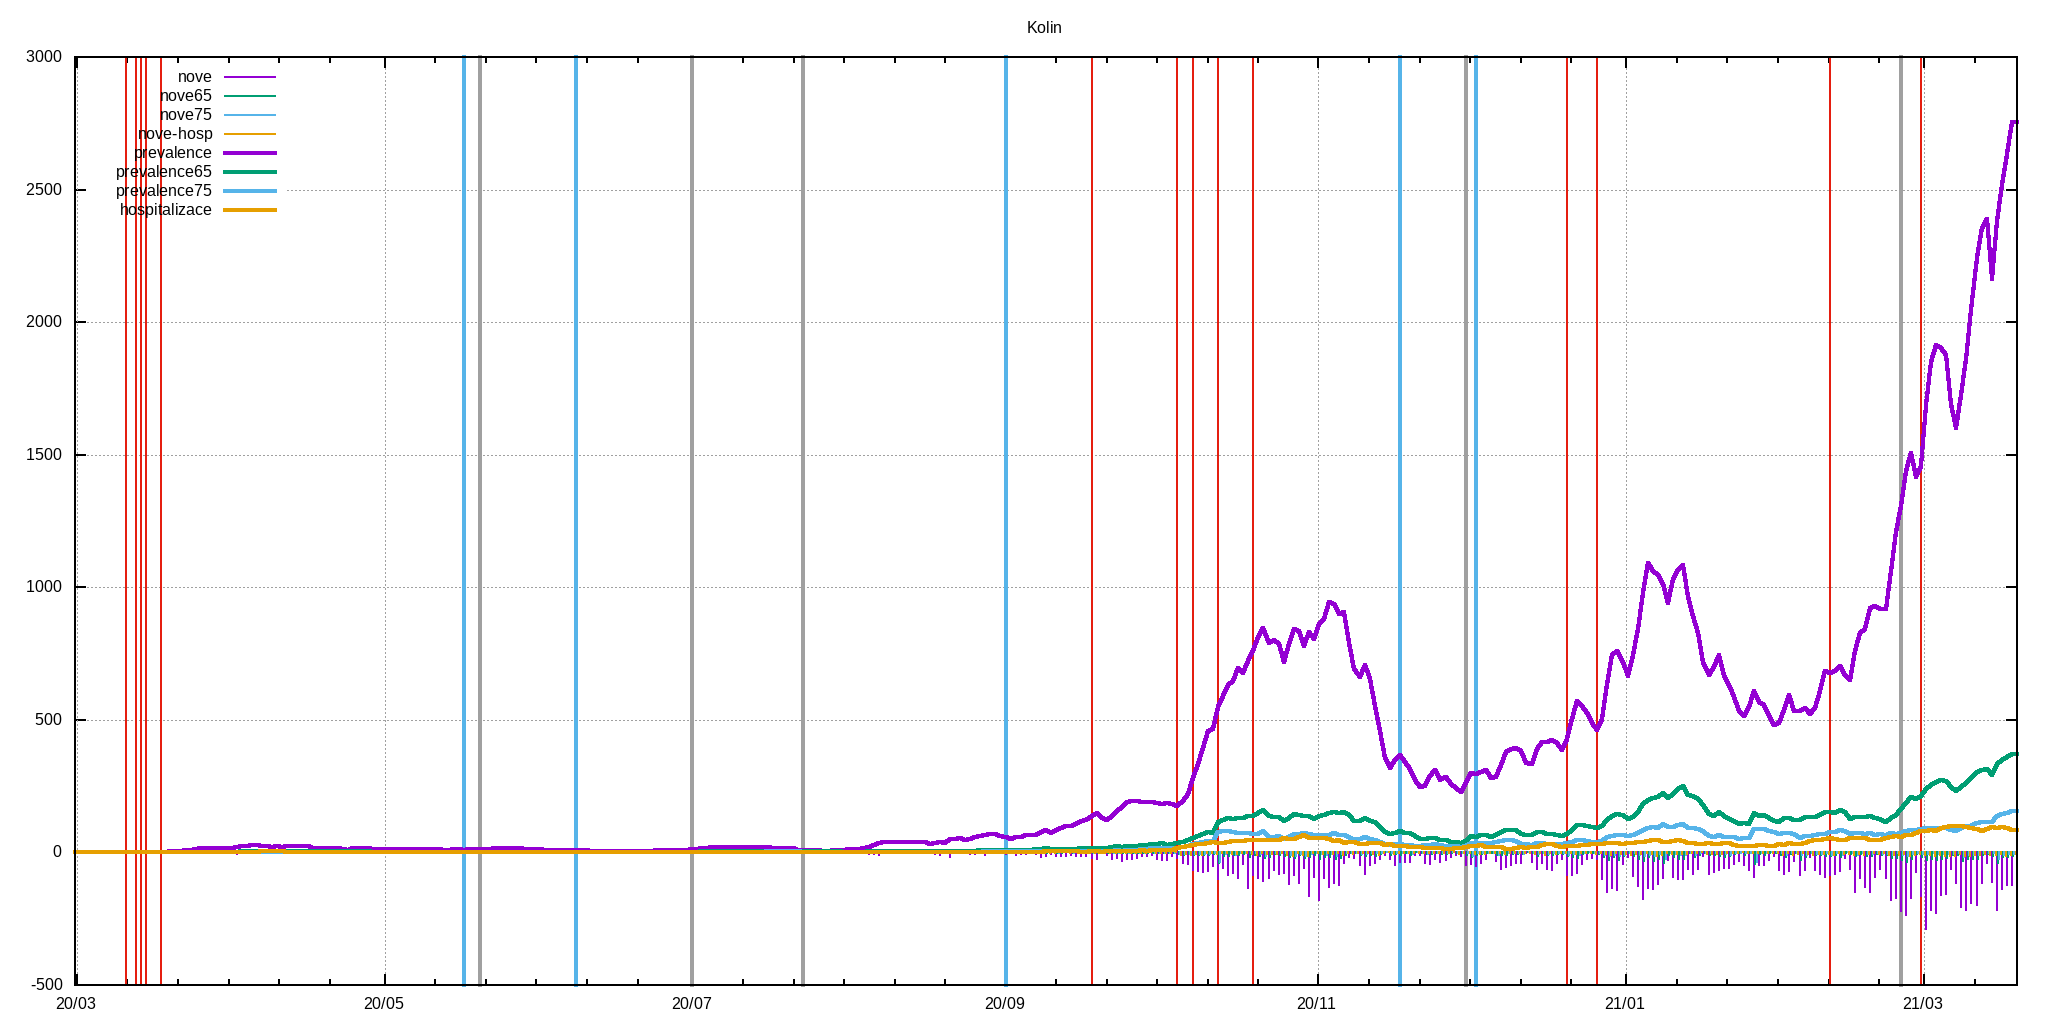 Kolin
3000
nove
nove65
nove75
nove-hosp
prevalence
prevalence65
2500
prevalence75
hospitalizace
2000
1500
1000
500
0
-500
20/03 20/05 20/07 20/09 20/11 21/01 21/03